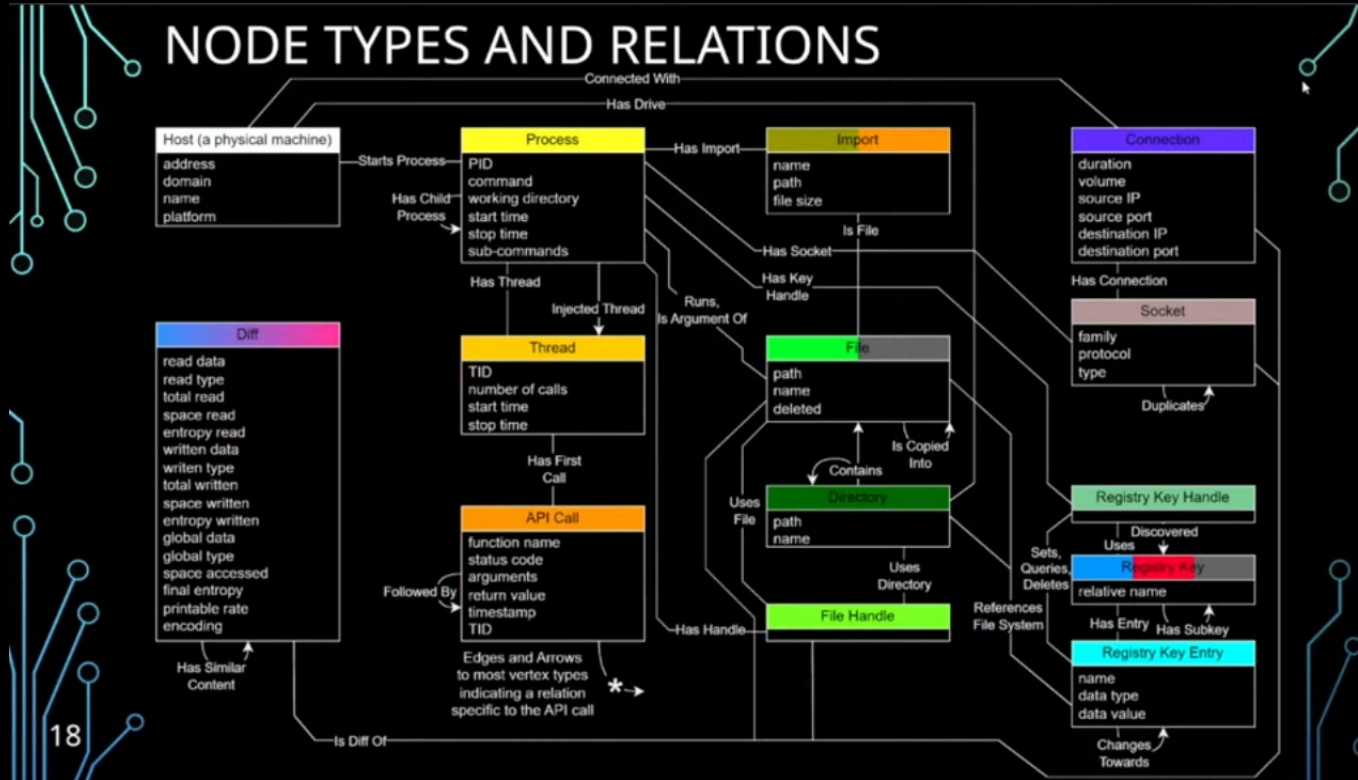 NODE TYPES AND RELATIONS
Connected With
Has Drive
Host (a physical machine)
address
domain
name
platform
Starts Process
Has Child
Process
Process
PID
command
working directory
start time
stop time
sub-commands
Has Import
Import
name
path
file size
Is File
Connection
duration
volume
source IP
source port
destination IP
destination port
Has Connection
Has Socket
Has Key
Handle
Has Thread
Injected Thread
Runs,
Is Argument Of
Socket
family
protocol
type
Duplicates
Diff
read data
read type
total read
space read
entropy read
written data
writen type
total written
space written
entropy written
global data
global type
space accessed
final entropy
printable rate
encoding
Has Similar
Content
Thread
TID
number of calls
start time
stop time
Has First
Call
API Call
function name
status code
arguments
return value
timestamp
TID
Followed By
Edges and Arrows
to most vertex types
indicating a relation
specific to the API call
*
File
path
name
deleted
Is Copied
Into
Contains
Uses
File
Directory
path
name
Uses
Directory
File Handle
Has Handle
References
File System
Registry Key Handle
Discovered
Uses
Sets,
Queries,
Deletes
Registry Key
relative name
Has Entry
Has Subkey
Registry Key Entry
name
data type
data value
Changes
Towards
Is Diff Of
18